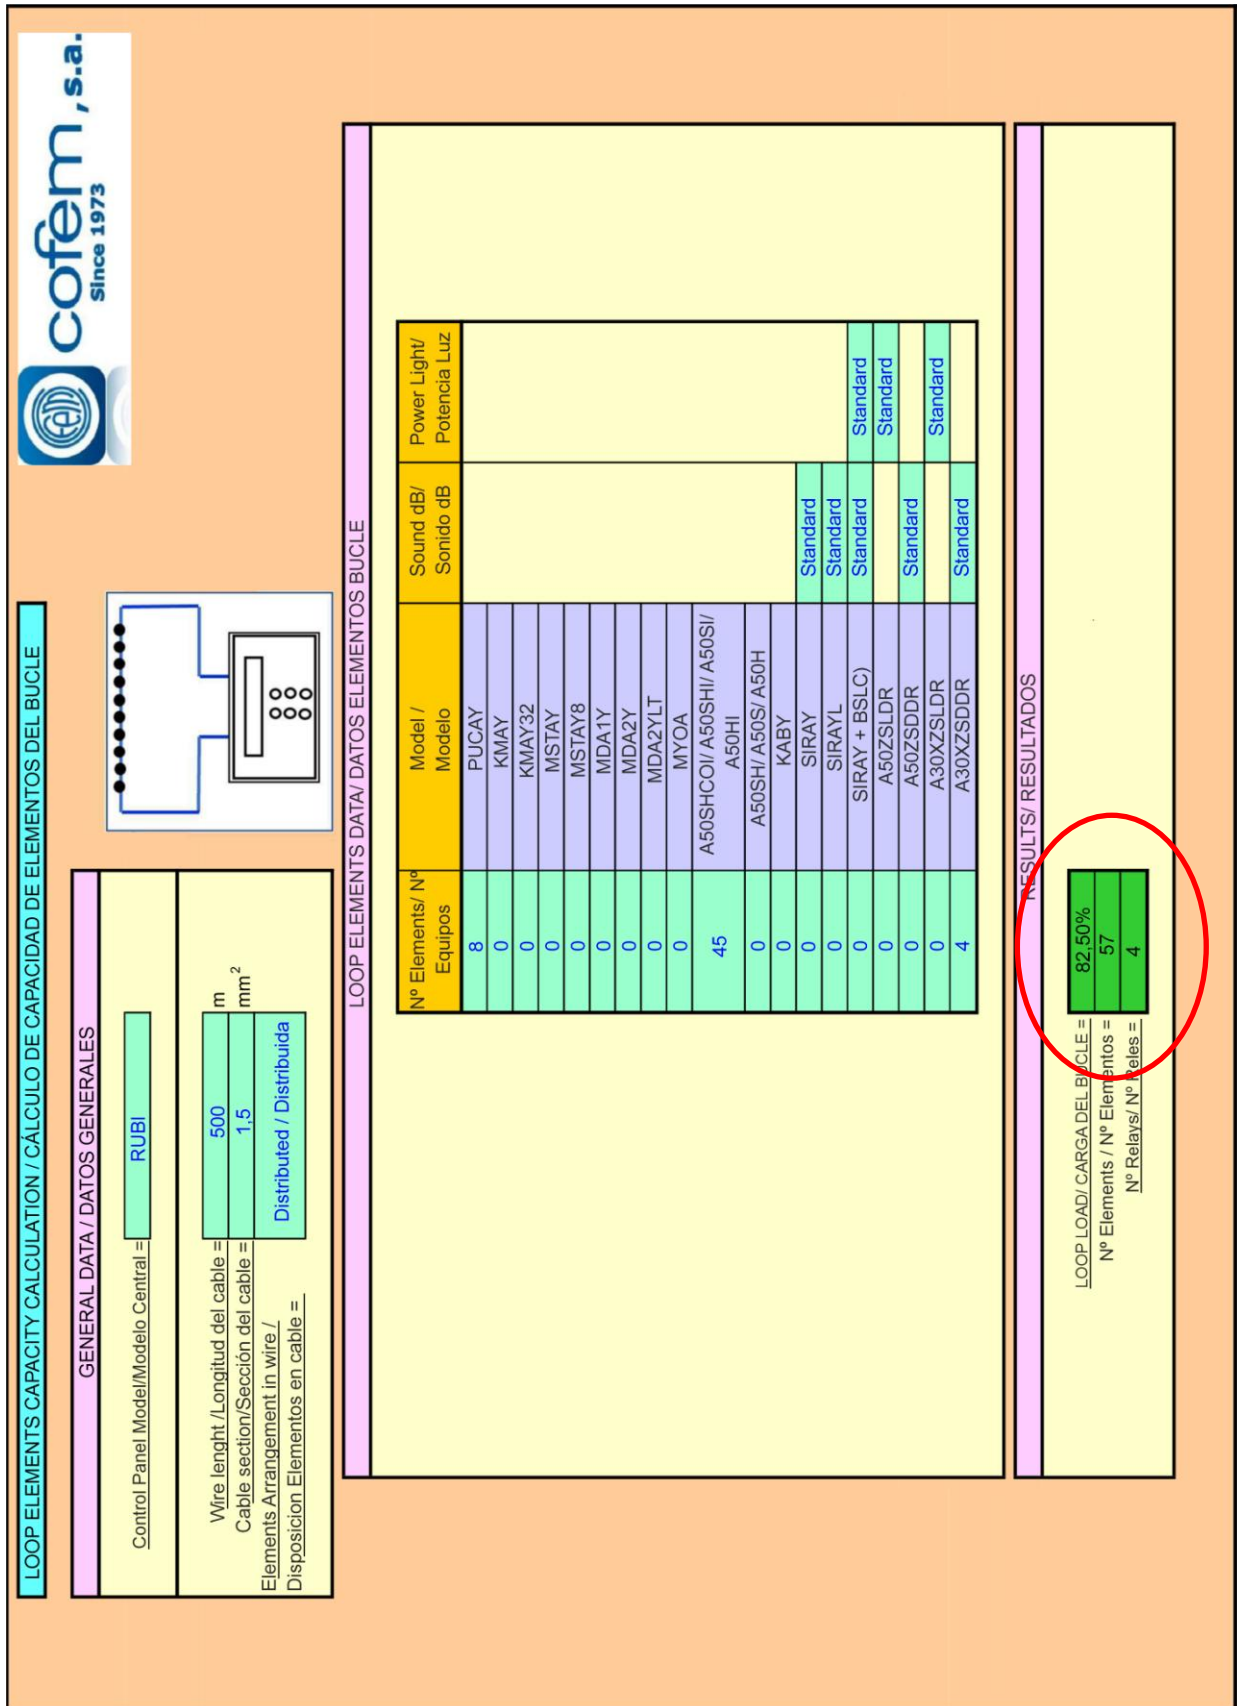 cofem, s.a.
Since 1973
LOOP ELEMENTS CAPACITY CALCULATION / CÁLCULO DE CAPACIDAD DE ELEMENTOS DEL BUCLE
GENERAL DATA / DATOS GENERALES
Control Panel Model/Modelo Central = RUBI
Wire lenght /Longitud del cable = 500 m
Cable section/Sección del cable = 1,5 mm²
Elements Arrangement in wire /
Disposicion Elementos en cable = Distributed / Distribuida
LOOP ELEMENTS DATA/ DATOS ELEMENTOS BUCLE
Nº Elements/ Nº Equipos Model / Modelo Sound dB/ Sonido dB Power Light/ Potencia Luz
8 PUCAY
0 KMAY
0 KMAY32
0 MSTAY
0 MSTAY8
0 MDA1Y
0 MDA2Y
0 MDA2YLT
0 MYOA
45 A50SHCOI/ A50SHI/ A50SI/ A50HI
0 A50SH/ A50S/ A50H
0 KABY
0 SIRAY Standard
0 SIRAYL Standard
0 SIRAY + BSLC) Standard Standard
0 A50ZSLDR Standard
0 A50ZSDDR Standard
0 A30XZSLDR Standard
4 A30XZSDDR Standard
RESULTS/ RESULTADOS
LOOP LOAD/ CARGA DEL BUCLE = 82,50%
Nº Elements / Nº Elementos = 57
Nº Relays/ Nº Reles = 4